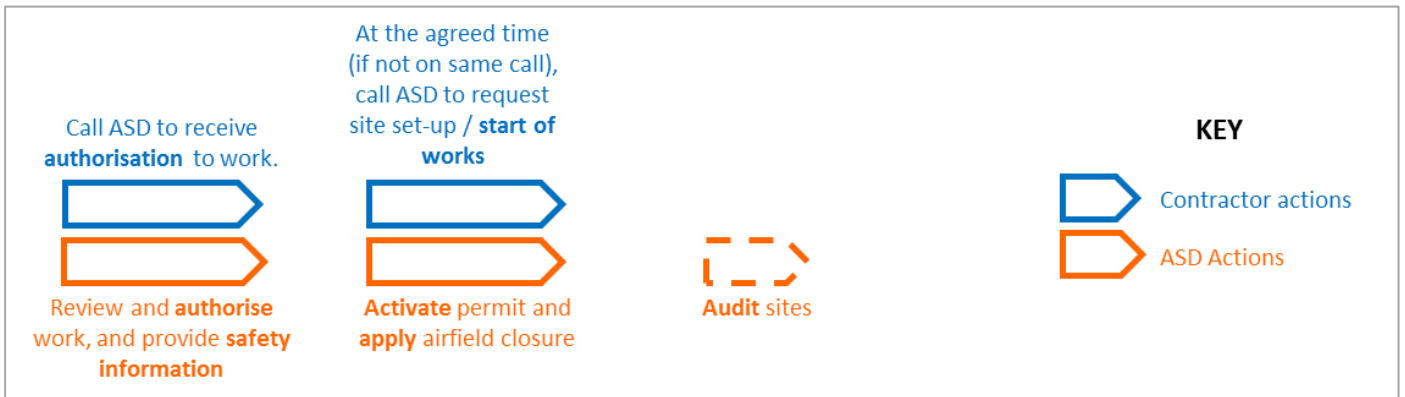 Call ASD to receive
authorisation to work.
At the agreed time
(if not on same call),
call ASD to request
site set-up / start of
works
Review and authorise
work, and provide safety
information
Activate permit and
apply airfield closure
Audit sites
KEY
Contractor actions
ASD Actions